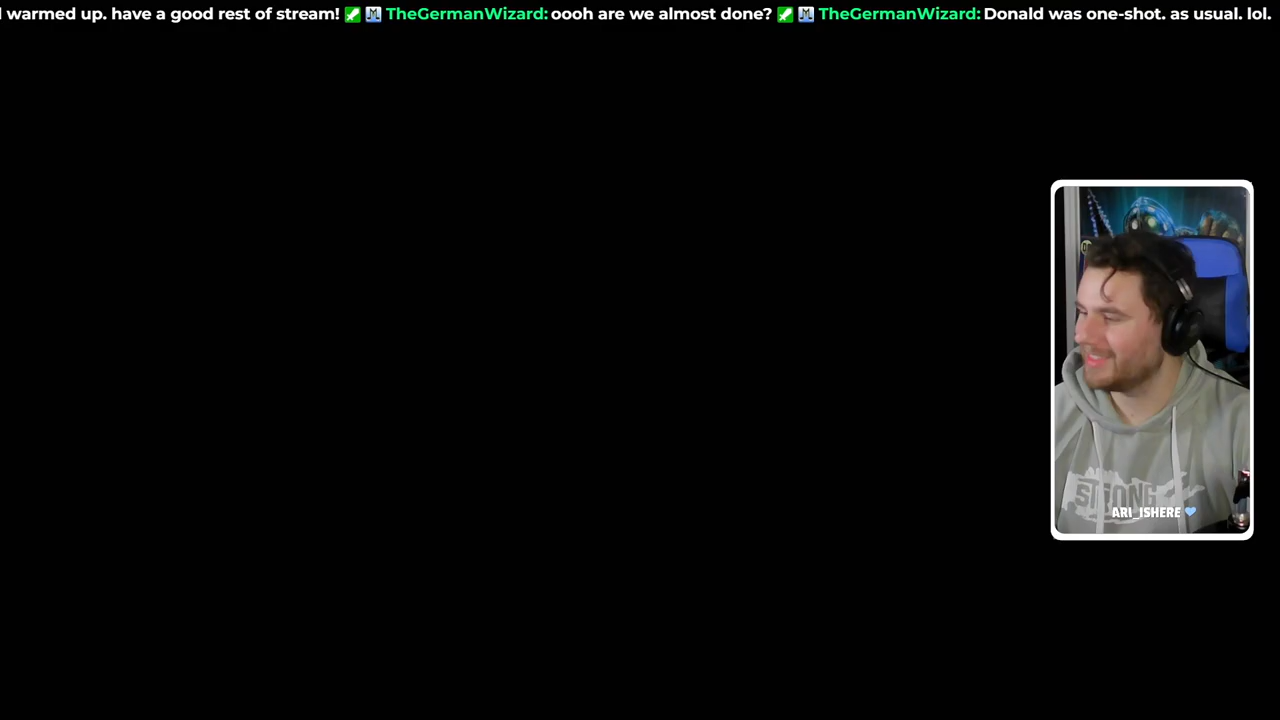 warmed up. have a good rest of stream! TheGermanWizard: oooh are we almost done? TheGermanWizard: Donald was one-shot. as usual. lol.
STRONG
ARI_ISHERE